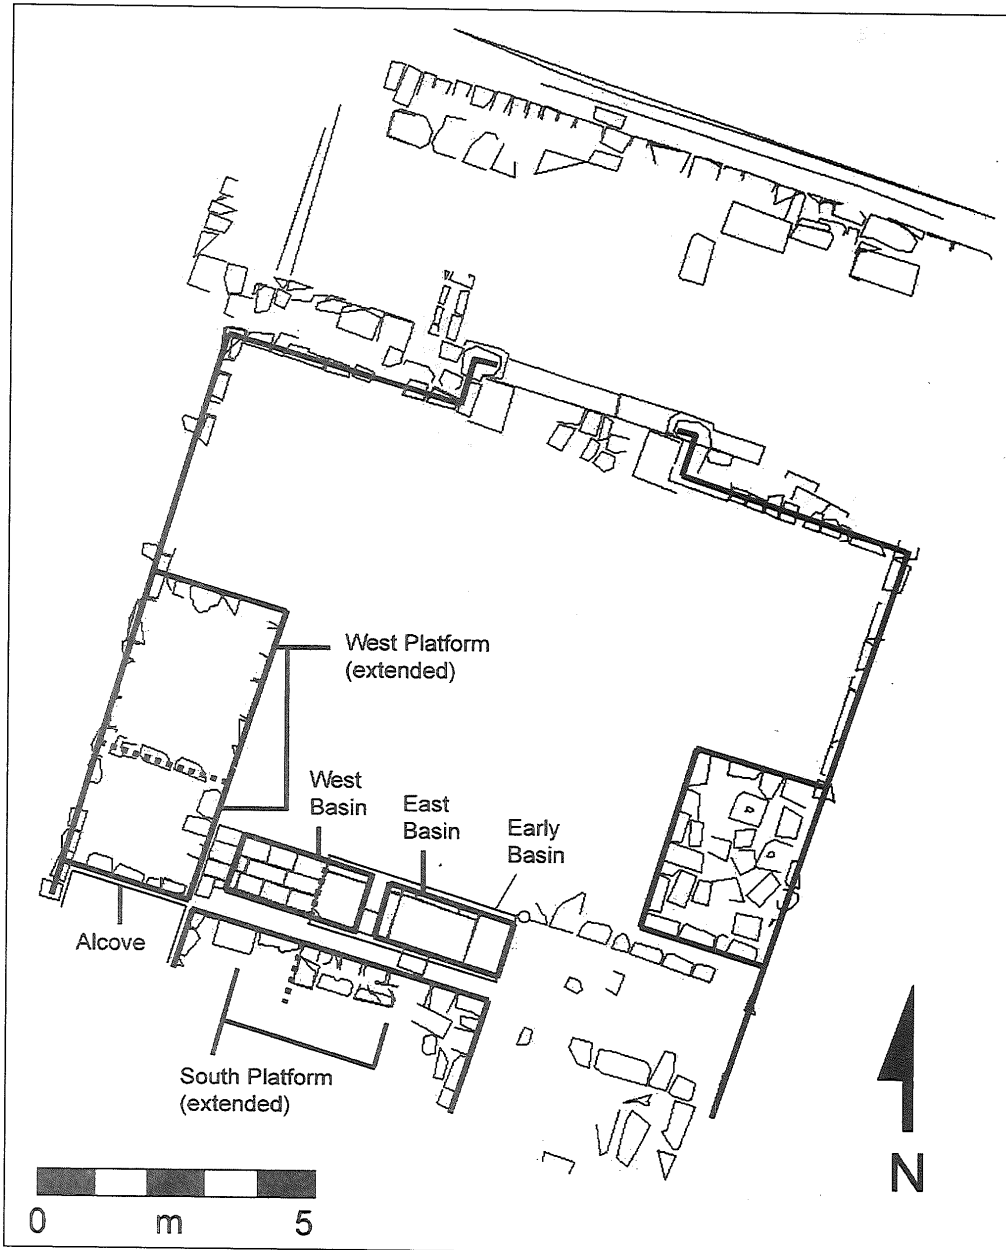 West Platform
(extended)
West
Basin
East
Basin
Early
Basin
Alcove
South Platform
(extended)
N
0 m 5